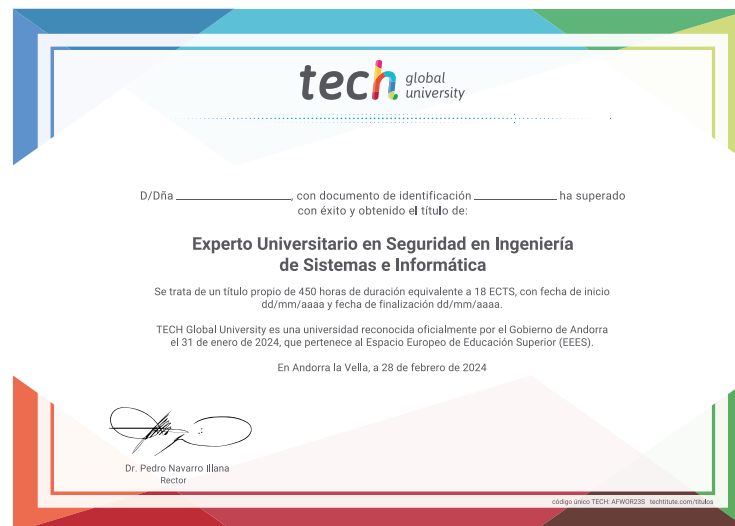 tech global university
D/Dña ____________________, con documento de identificación ______________ ha superado
con éxito y obtenido el título de:
Experto Universitario en Seguridad en Ingeniería
de Sistemas e Informática
Se trata de un título propio de 450 horas de duración equivalente a 18 ECTS, con fecha de inicio
dd/mm/aaaa y fecha de finalización dd/mm/aaaa.
TECH Global University es una universidad reconocida oficialmente por el Gobierno de Andorra
el 31 de enero de 2024, que pertenece al Espacio Europeo de Educación Superior (EEES).
En Andorra la Vella, a 28 de febrero de 2024
Dr. Pedro Navarro Illana
Rector
código único TECH: AFWOR23S techtitute.com/titulos